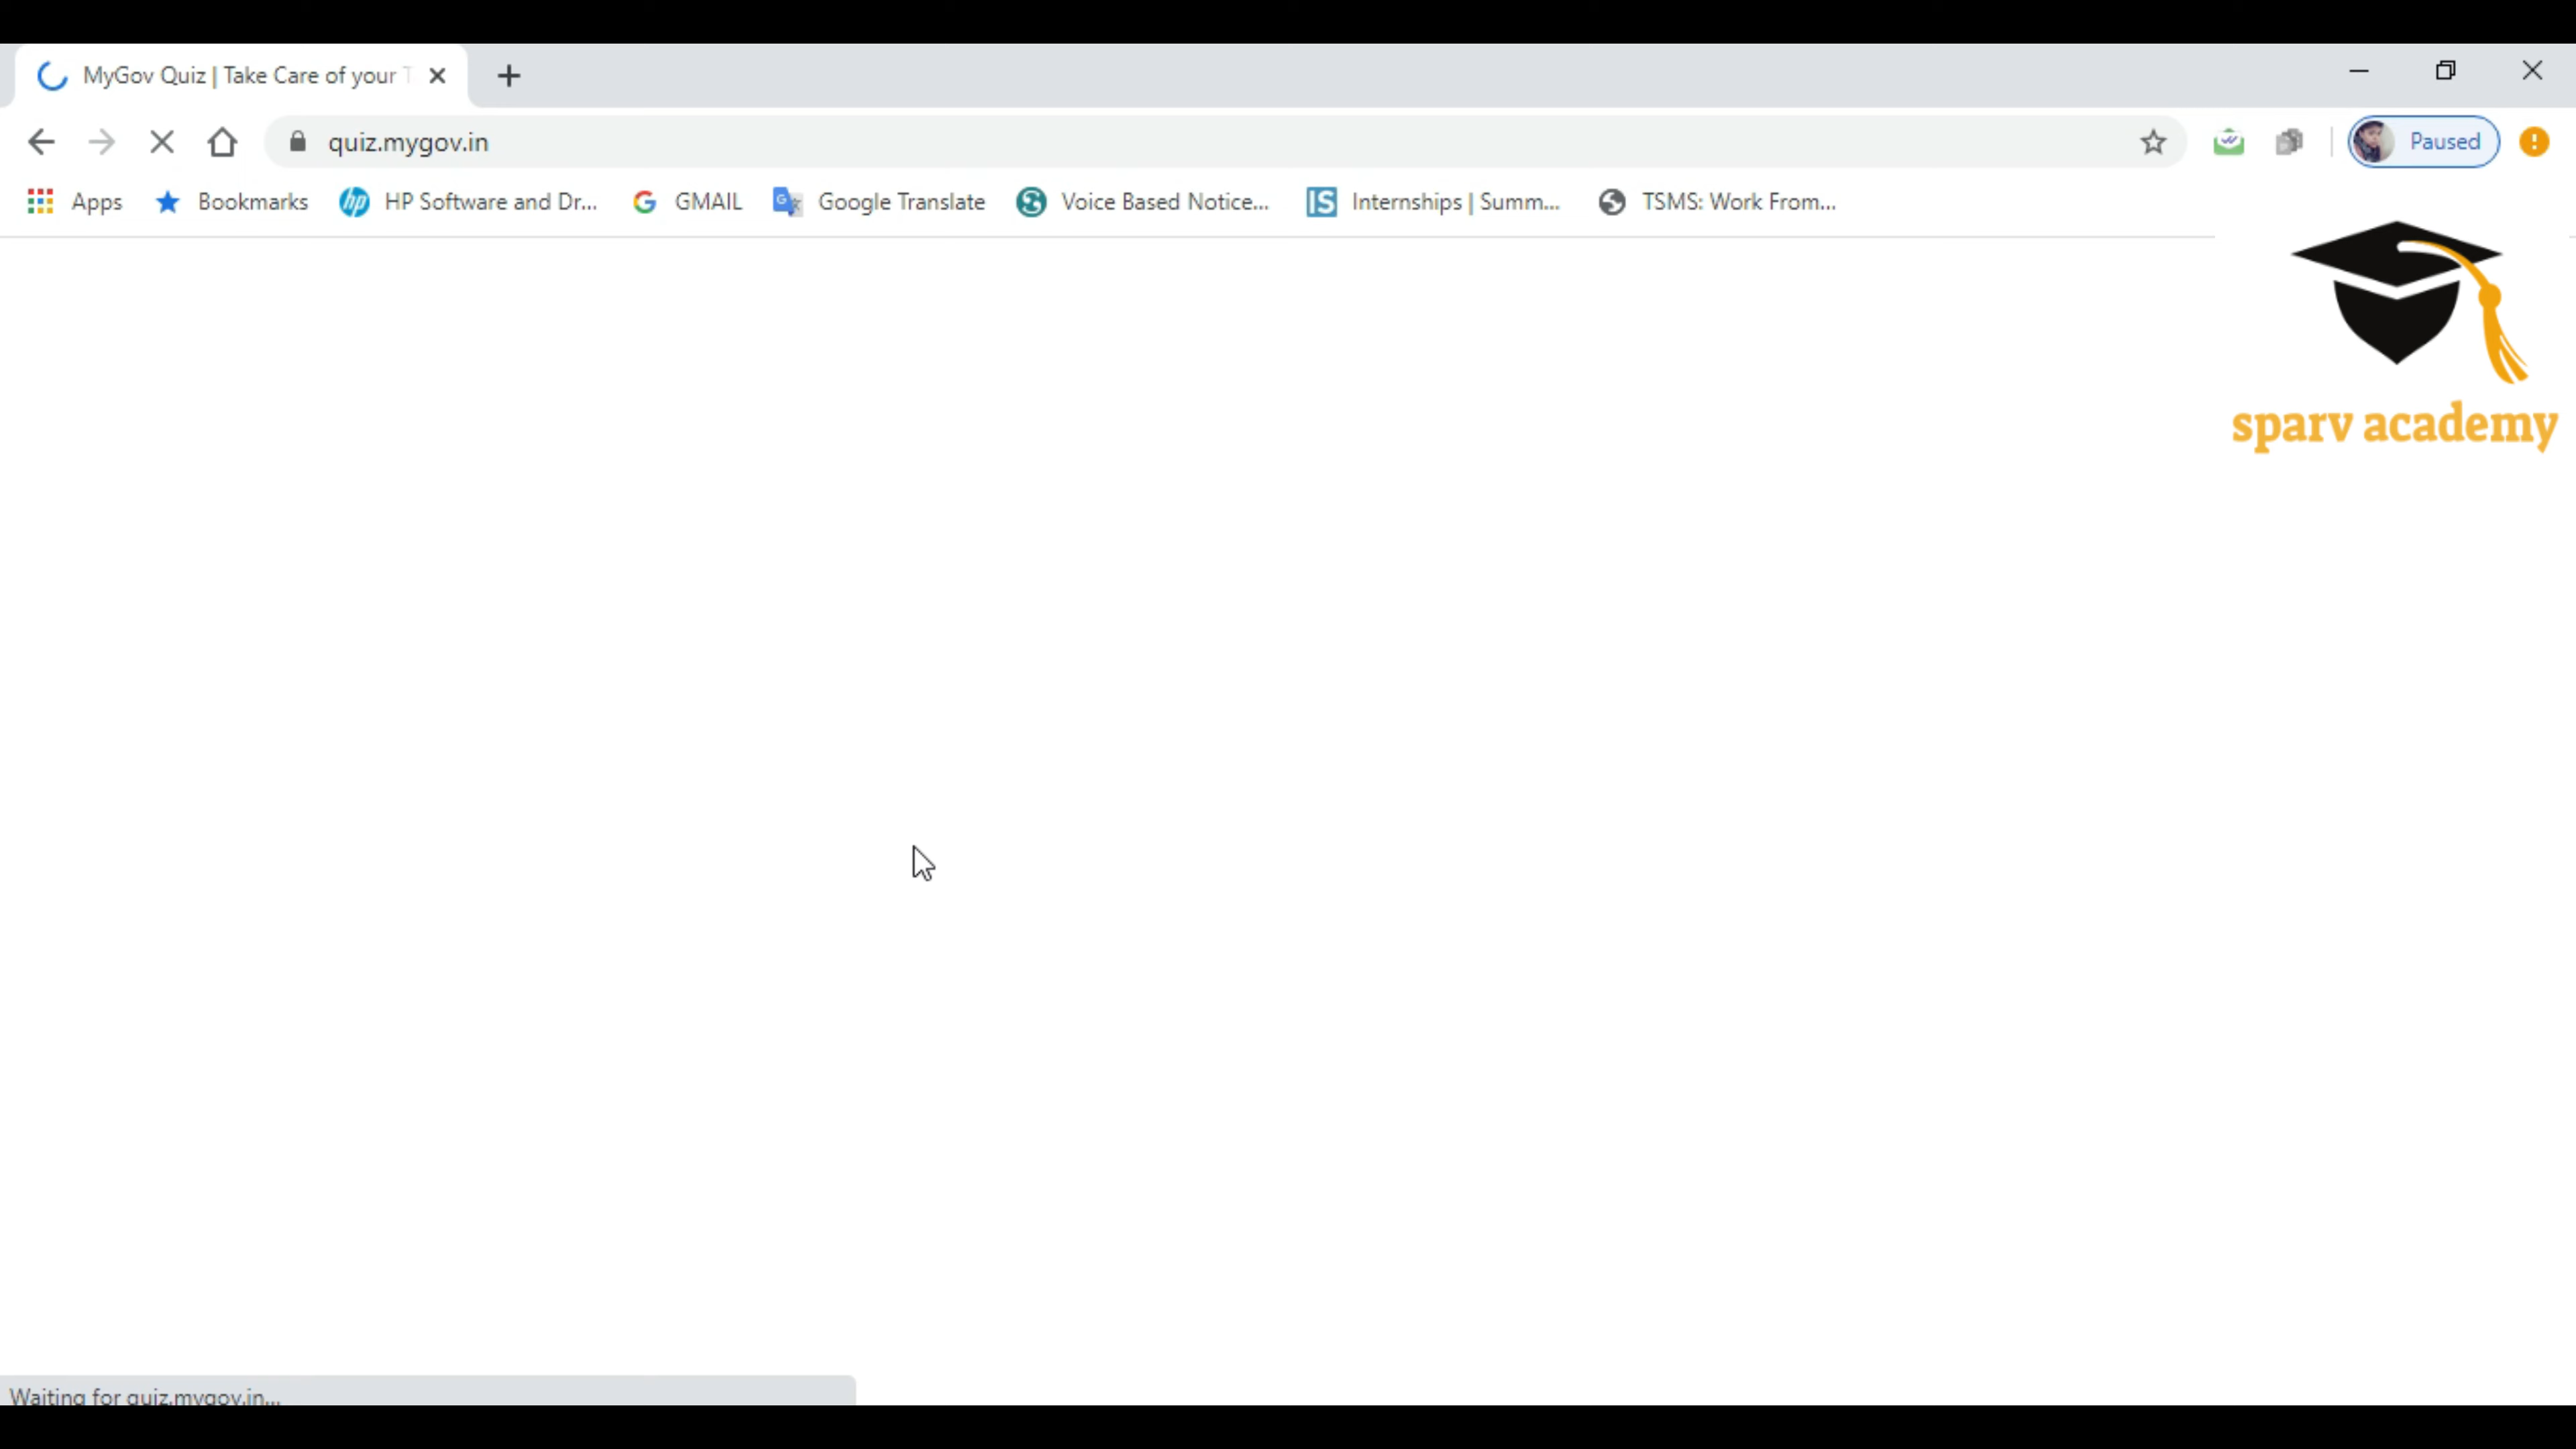 MyGov Quiz | Take Care of your T
quiz.mygov.in
Paused
Apps
Bookmarks
HP Software and Dr...
GMAIL
Google Translate
Voice Based Notice...
IS
Internships | Summ...
TSMS: Work From...
sparv academy
Waiting for quiz.mygov.in...